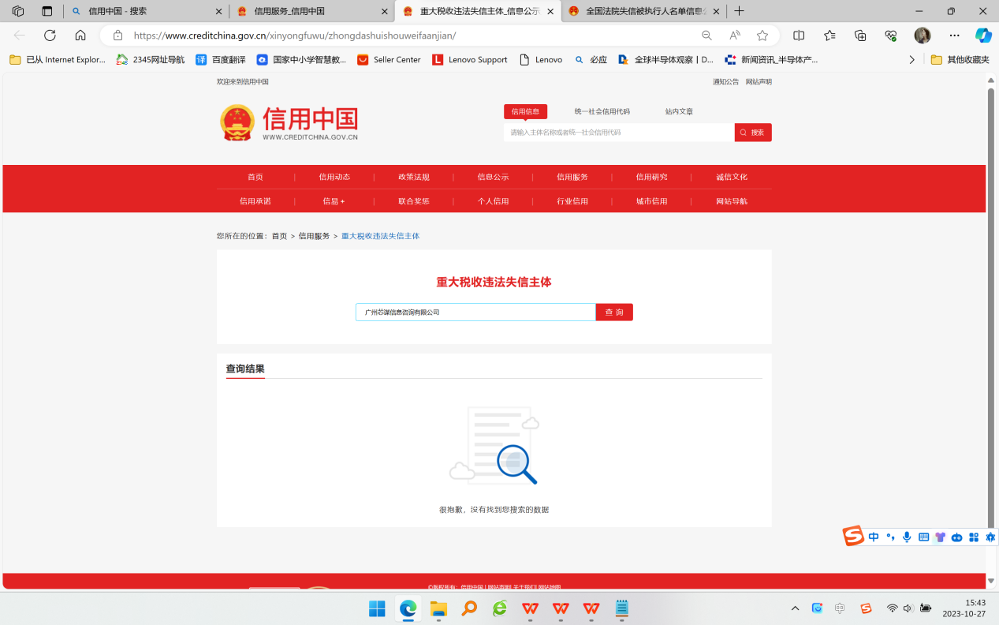 信用中国 - 搜索
信用服务_信用中国
重大税收违法失信主体_信息公示
全国法院失信被执行人名单信息公
https://www.creditchina.gov.cn/xinyongfuwu/zhongdashuishouweifaanjian/
已从 Internet Explor...
2345网址导航
百度翻译
国家中小学智慧教...
Seller Center
Lenovo Support
Lenovo
必应
全球半导体观察丨D...
新闻资讯_半导体产...
其他收藏夹
欢迎来到信用中国
通知公告 网站声明
信用中国
WWW.CREDITCHINA.GOV.CN
信用信息 统一社会信用代码 站内文章
请输入主体名称或者统一社会信用代码 搜索
首页 | 信用动态 | 政策法规 | 信息公示 | 信用服务 | 信用研究 | 诚信文化
信用承诺 | 信易+ | 联合奖惩 | 个人信用 | 行业信用 | 城市信用 | 网站导航
您所在的位置：首页 > 信用服务 > 重大税收违法失信主体
重大税收违法失信主体
广州芯谋信息咨询有限公司 查询
查询结果
很抱歉，没有找到您搜索的数据
中
©版权所有：信用中国 | 网站声明 | 关于我们 | 网站地图
15:43
2023-10-27